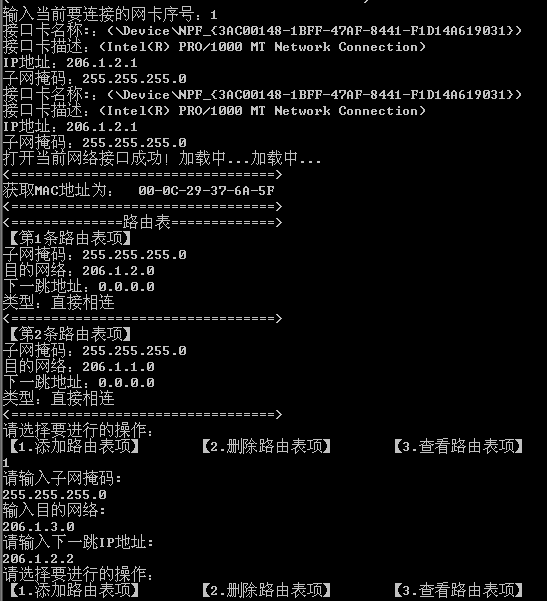 输入当前要连接的网卡序号：1
接口卡名称:：(\Device\NPF_{3AC00148-1BFF-47AF-8441-F1D14A619031})
接口卡描述：(Intel(R) PRO/1000 MT Network Connection)
IP地址：206.1.2.1
子网掩码：255.255.255.0
接口卡名称:：(\Device\NPF_{3AC00148-1BFF-47AF-8441-F1D14A619031})
接口卡描述：(Intel(R) PRO/1000 MT Network Connection)
IP地址：206.1.2.1
子网掩码：255.255.255.0
打开当前网络接口成功！加载中...加载中...
<==============================>
获取MAC地址为：  00-0C-29-37-6A-5F
<==============================>
<=============路由表============>
【第1条路由表项】
子网掩码：255.255.255.0
目的网络：206.1.2.0
下一跳地址：0.0.0.0
类型：直接相连
<==============================>
【第2条路由表项】
子网掩码：255.255.255.0
目的网络：206.1.1.0
下一跳地址：0.0.0.0
类型：直接相连
<==============================>
请选择要进行的操作：
【1.添加路由表项】 【2.删除路由表项】 【3.查看路由表项】
1
请输入子网掩码：
255.255.255.0
输入目的网络：
206.1.3.0
请输入下一跳IP地址：
206.1.2.2
请选择要进行的操作：
【1.添加路由表项】 【2.删除路由表项】 【3.查看路由表项】